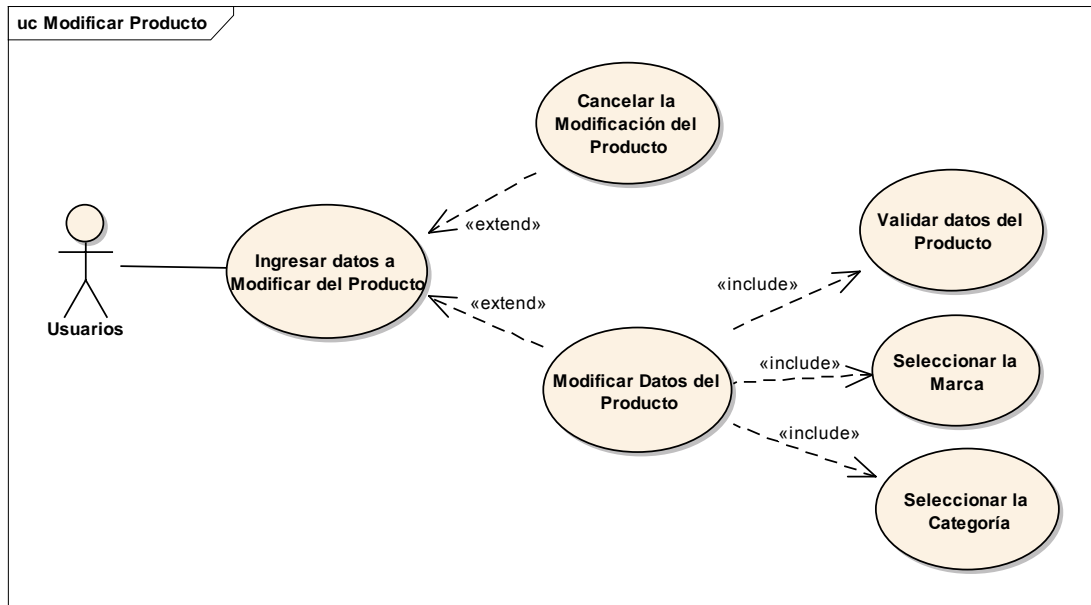 uc Modificar Producto
Cancelar la
Modificación del
Producto
«extend»
Validar datos del
Producto
Ingresar datos a
Modificar del Producto
«include»
«extend»
Usuarios
Modificar Datos del
Producto
«include»
Seleccionar la
Marca
«include»
Seleccionar la
Categoría